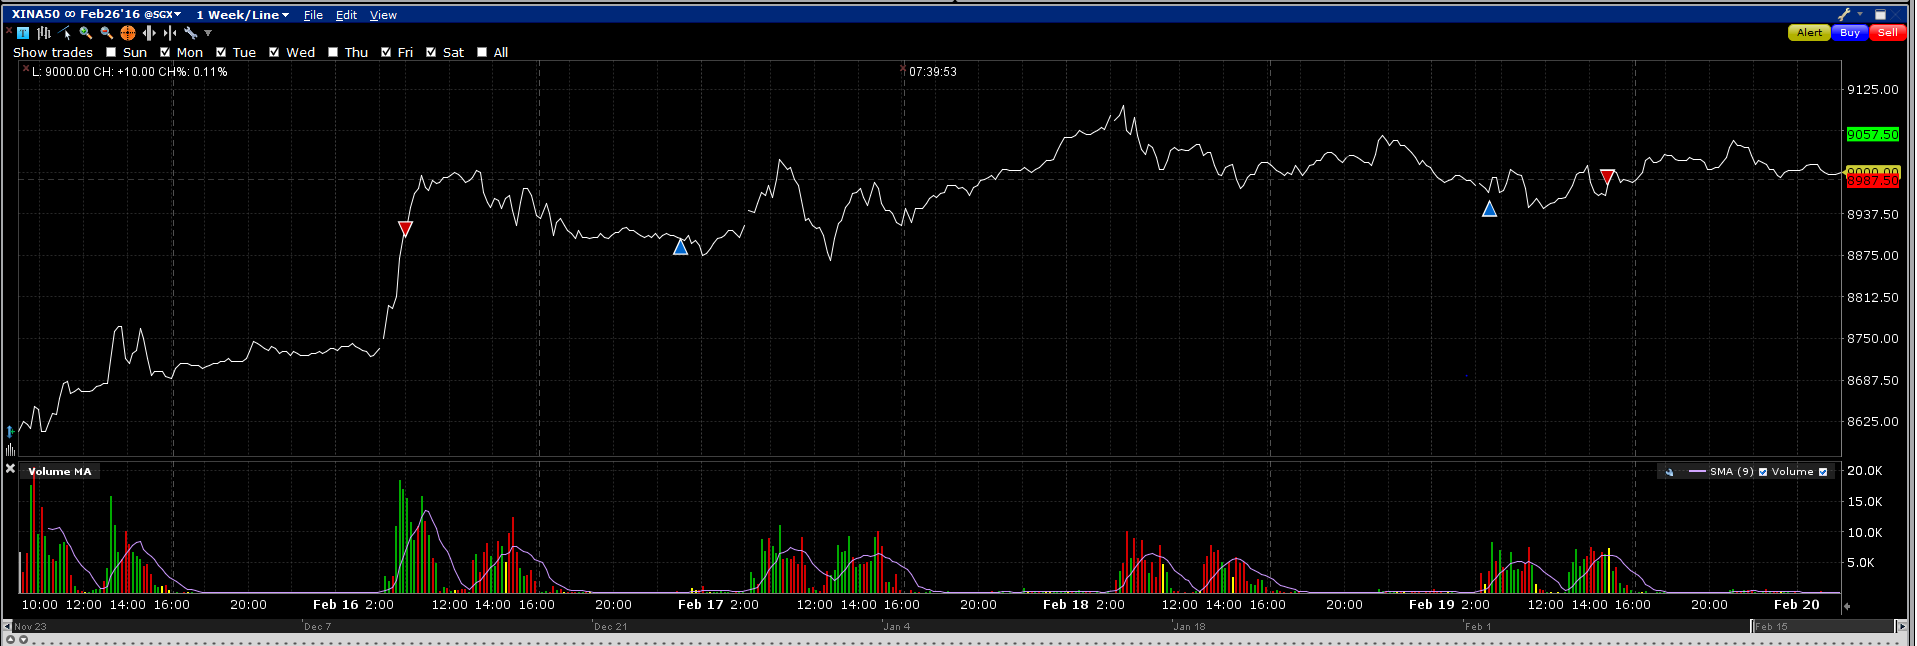 XINA50 ∞ Feb26'16 @SGX▾ 1 Week/Line▾ File Edit View
Alert Buy Sell
Show trades Sun Mon Tue Wed Thu Fri Sat All
L: 9000.00 CH: +10.00 CH%: 0.11% 07:39:53
9125.00
9057.50
8987.50
8937.50
8875.00
8812.50
8750.00
8687.50
8625.00
Volume MA SMA (9) Volume
20.0K
15.0K
10.0K
5.0K
10:00 12:00 14:00 16:00 20:00 Feb 16 2:00 12:00 14:00 16:00 20:00 Feb 17 2:00 12:00 14:00 16:00 20:00 Feb 18 2:00 12:00 14:00 16:00 20:00 Feb 19 2:00 12:00 14:00 16:00 20:00 Feb 20
Nov 23 Dec 7 Dec 21 Jan 4 Jan 18 Feb 1 Feb 15